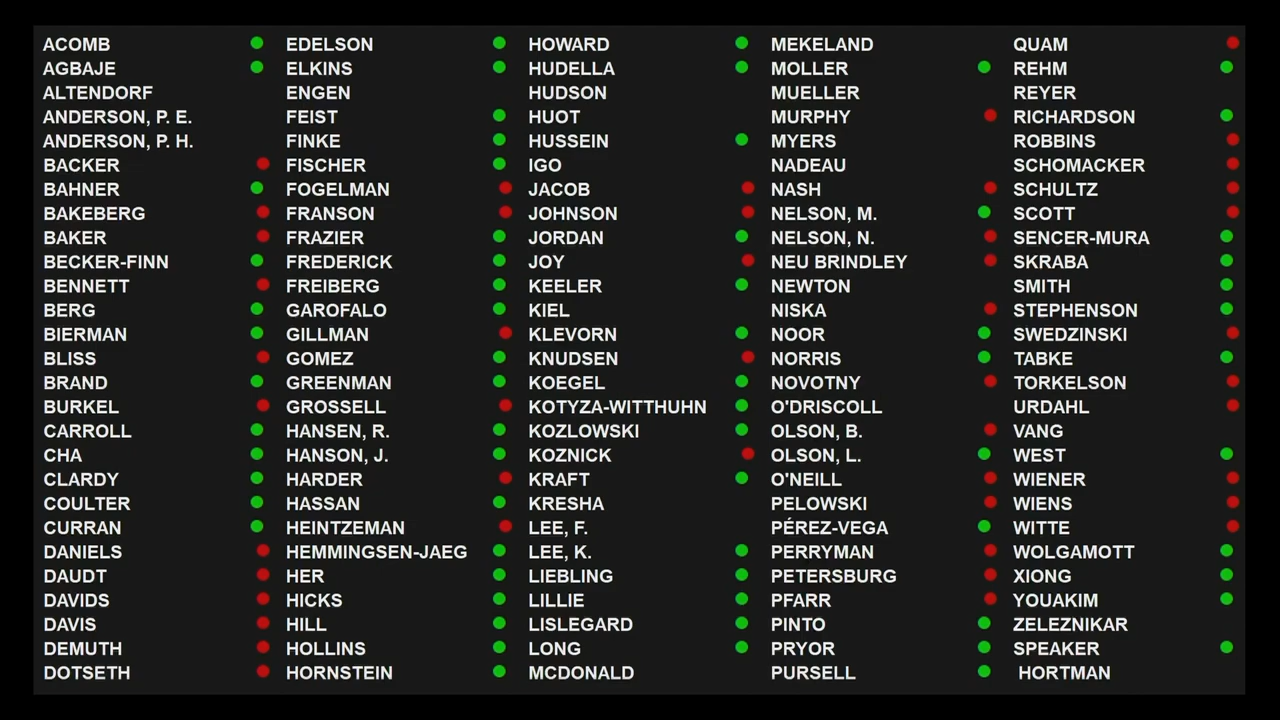 ACOMB
AGBAJE
ALTENDORF
ANDERSON, P. E.
ANDERSON, P. H.
BACKER
BAHNER
BAKEBERG
BAKER
BECKER-FINN
BENNETT
BERG
BIERMAN
BLISS
BRAND
BURKEL
CARROLL
CHA
CLARDY
COULTER
CURRAN
DANIELS
DAUDT
DAVIDS
DAVIS
DEMUTH
DOTSETH
EDELSON
ELKINS
ENGEN
FEIST
FINKE
FISCHER
FOGELMAN
FRANSON
FRAZIER
FREDERICK
FREIBERG
GAROFALO
GILLMAN
GOMEZ
GREENMAN
GROSSELL
HANSEN, R.
HANSON, J.
HARDER
HASSAN
HEINTZEMAN
HEMMINGSEN-JAEG
HER
HICKS
HILL
HOLLINS
HORNSTEIN
HOWARD
HUDELLA
HUDSON
HUOT
HUSSEIN
IGO
JACOB
JOHNSON
JORDAN
JOY
KEELER
KIEL
KLEVORN
KNUDSEN
KOEGEL
KOTYZA-WITTHUHN
KOZLOWSKI
KOZNICK
KRAFT
KRESHA
LEE, F.
LEE, K.
LIEBLING
LILLIE
LISLEGARD
LONG
MCDONALD
MEKELAND
MOLLER
MUELLER
MURPHY
MYERS
NADEAU
NASH
NELSON, M.
NELSON, N.
NEU BRINDLEY
NEWTON
NISKA
NOOR
NORRIS
NOVOTNY
O'DRISCOLL
OLSON, B.
OLSON, L.
O'NEILL
PELOWSKI
PÉREZ-VEGA
PERRYMAN
PETERSBURG
PFARR
PINTO
PRYOR
PURSELL
QUAM
REHM
REYER
RICHARDSON
ROBBINS
SCHOMACKER
SCHULTZ
SCOTT
SENCER-MURA
SKRABA
SMITH
STEPHENSON
SWEDZINSKI
TABKE
TORKELSON
URDAHL
VANG
WEST
WIENER
WIENS
WITTE
WOLGAMOTT
XIONG
YOUAKIM
ZELEZNIKAR
SPEAKER
HORTMAN